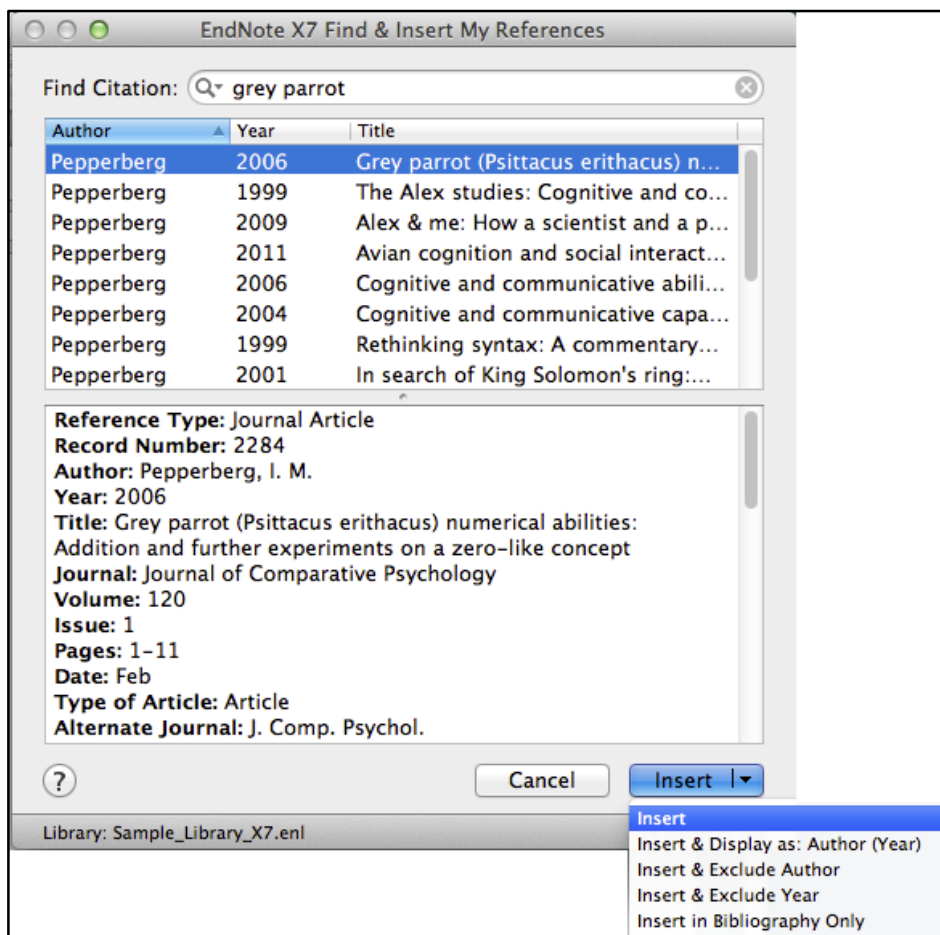 EndNote X7 Find & Insert My References
Find Citation: grey parrot
Author Year Title
Pepperberg 2006 Grey parrot (Psittacus erithacus) n...
Pepperberg 1999 The Alex studies: Cognitive and co...
Pepperberg 2009 Alex & me: How a scientist and a p...
Pepperberg 2011 Avian cognition and social interact...
Pepperberg 2006 Cognitive and communicative abili...
Pepperberg 2004 Cognitive and communicative capa...
Pepperberg 1999 Rethinking syntax: A commentary...
Pepperberg 2001 In search of King Solomon's ring:...
Reference Type: Journal Article
Record Number: 2284
Author: Pepperberg, I. M.
Year: 2006
Title: Grey parrot (Psittacus erithacus) numerical abilities:
Addition and further experiments on a zero-like concept
Journal: Journal of Comparative Psychology
Volume: 120
Issue: 1
Pages: 1-11
Date: Feb
Type of Article: Article
Alternate Journal: J. Comp. Psychol.
? Cancel Insert
Library: Sample_Library_X7.enl
Insert
Insert & Display as: Author (Year)
Insert & Exclude Author
Insert & Exclude Year
Insert in Bibliography Only